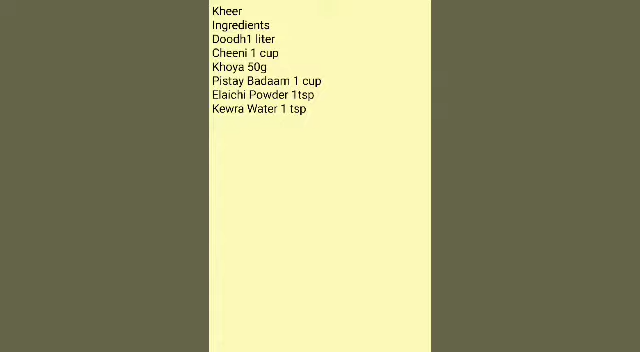 Kheer
Ingredients
Doodh1 liter
Cheeni 1 cup
Khoya 50g
Pistay Badaam 1 cup
Elaichi Powder 1tsp
Kewra Water 1 tsp